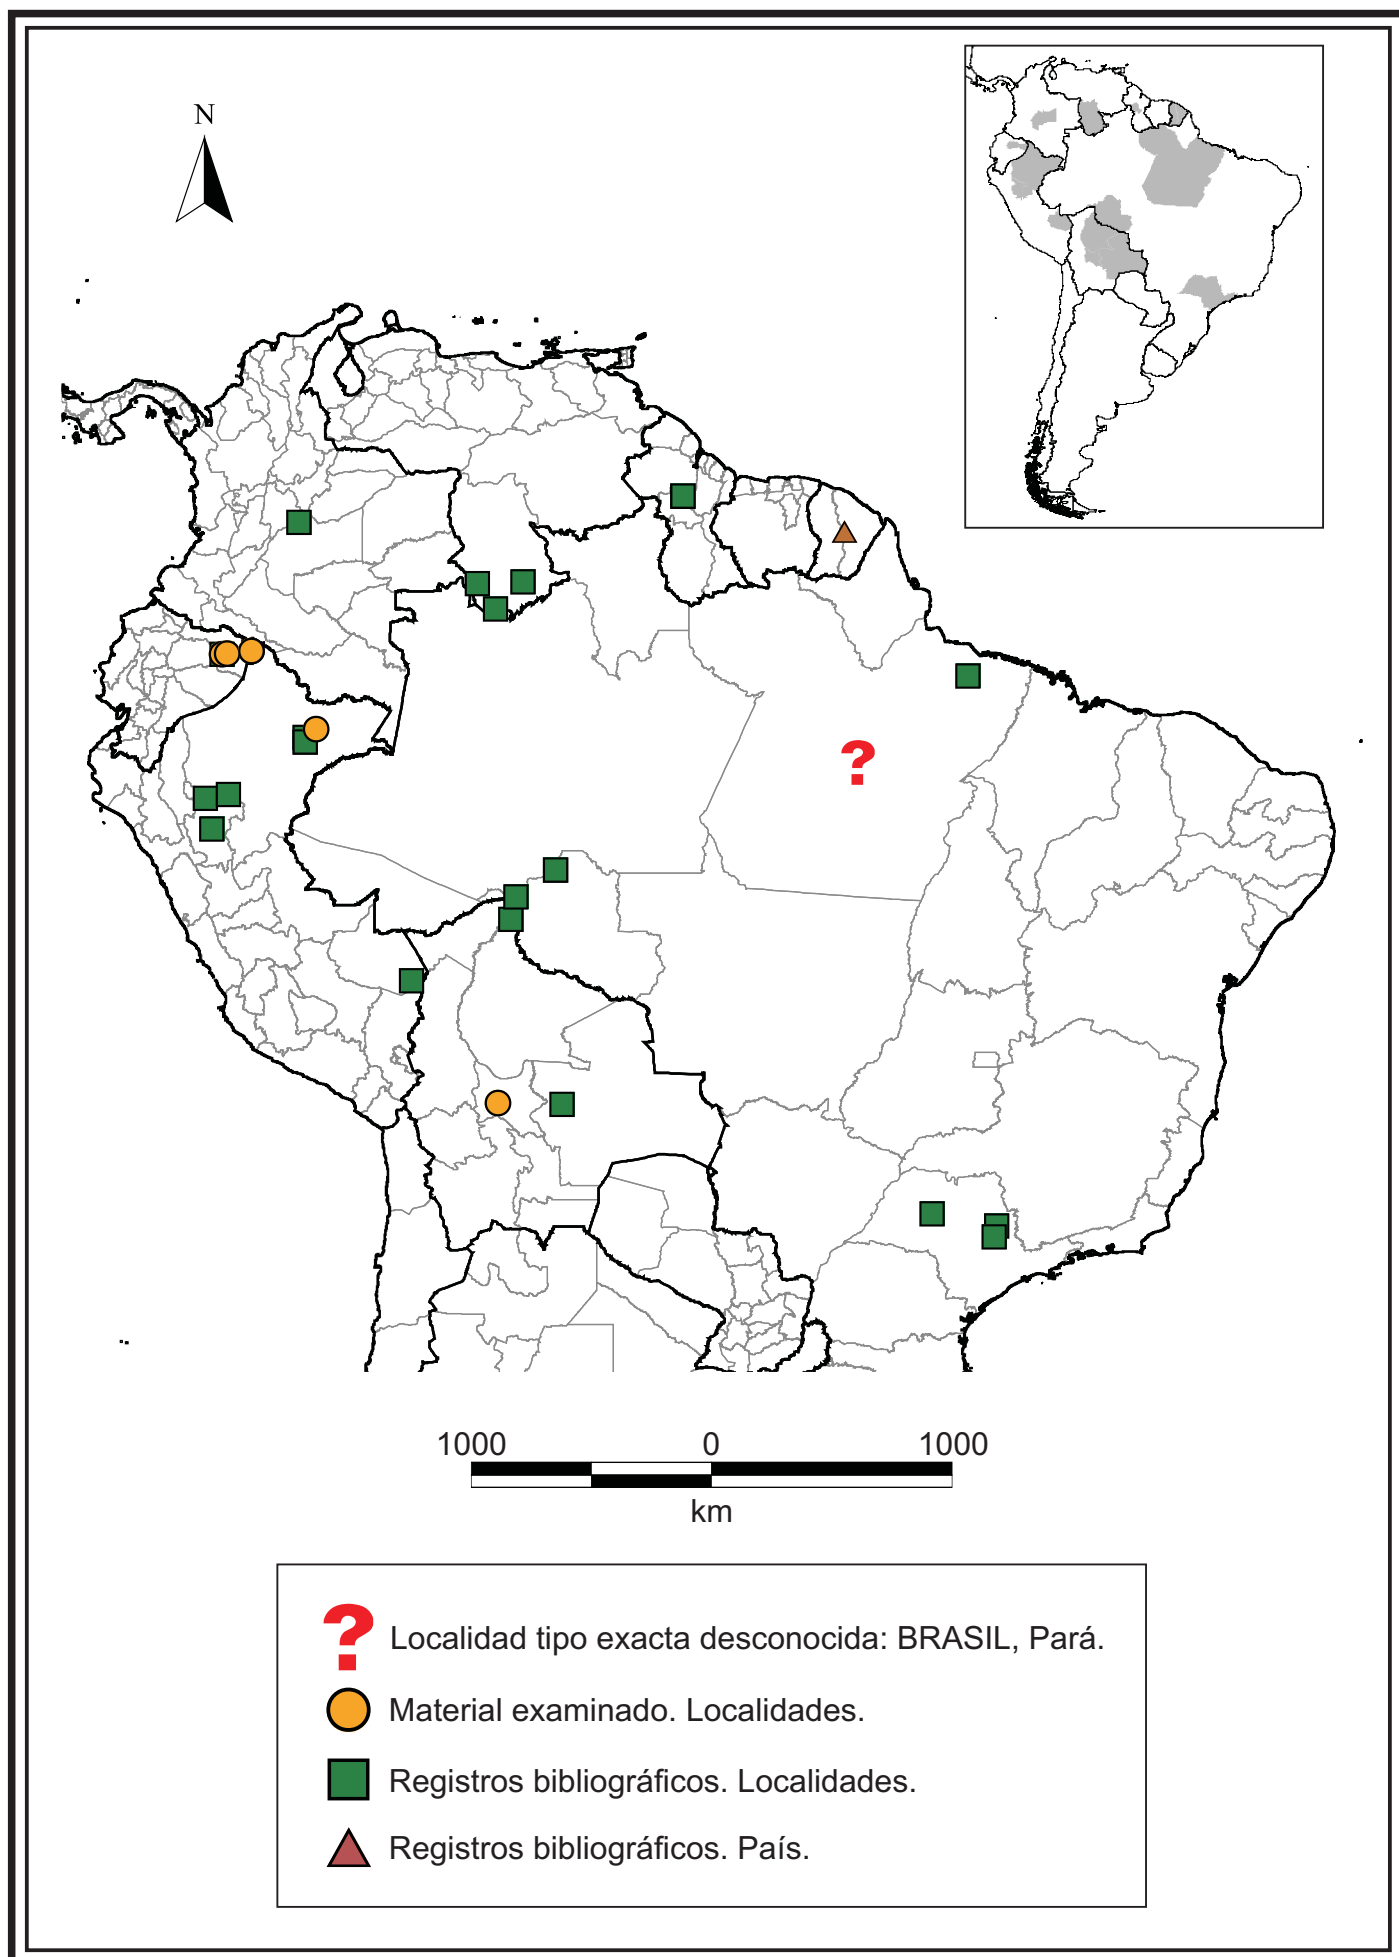 N
1000 0 1000
km
? Localidad tipo exacta desconocida: BRASIL, Pará.
Material examinado. Localidades.
Registros bibliográficos. Localidades.
Registros bibliográficos. País.
?